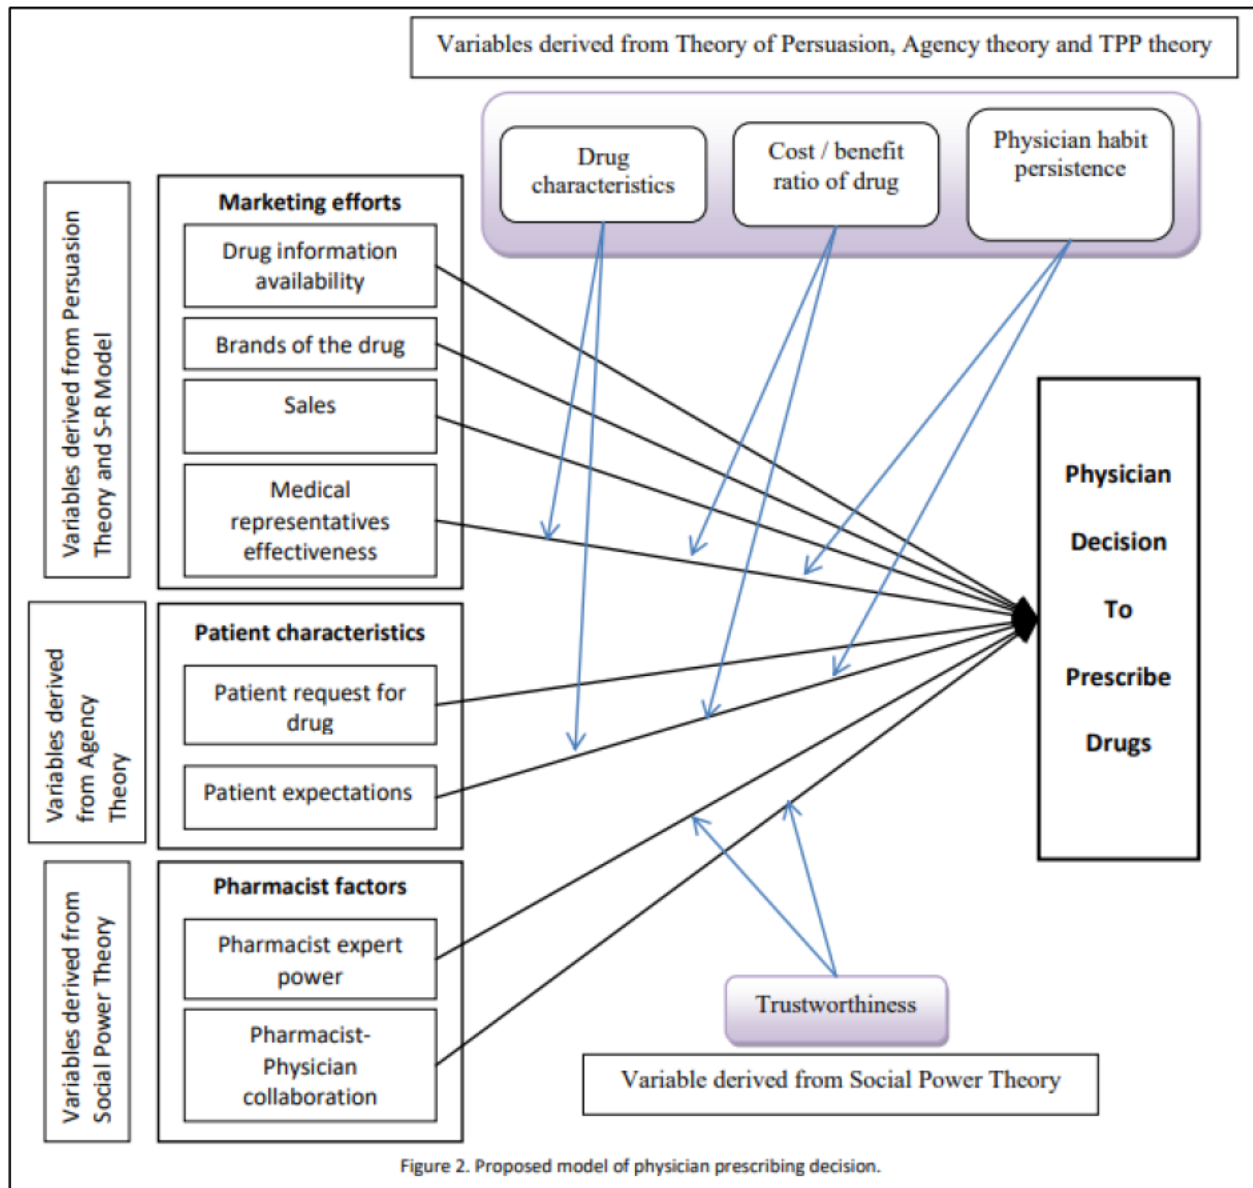 Variables derived from Theory of Persuasion, Agency theory and TPP theory
Drug
characteristics
Cost / benefit
ratio of drug
Physician habit
persistence
Variables derived from Persuasion
Theory and S-R Model
Marketing efforts
Drug information
availability
Brands of the drug
Sales
Medical
representatives
effectiveness
Variables derived
from Agency
Theory
Patient characteristics
Patient request for
drug
Patient expectations
Variables derived from
Social Power Theory
Pharmacist factors
Pharmacist expert
power
Pharmacist-
Physician
collaboration
Physician
Decision
To
Prescribe
Drugs
Trustworthiness
Variable derived from Social Power Theory
Figure 2. Proposed model of physician prescribing decision.